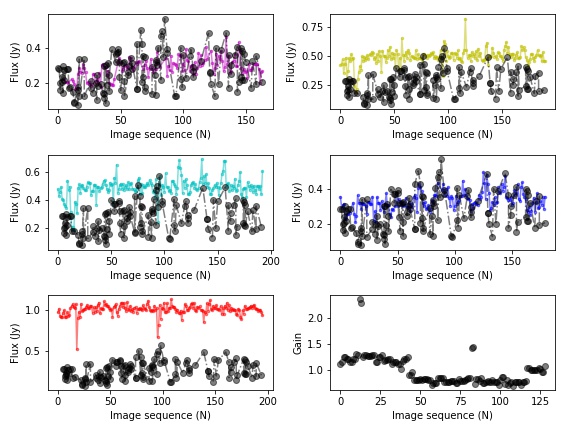 0.4
0.2
Flux (Jy)
0 50 100 150
Image sequence (N)
0.75
0.50
0.25
Flux (Jy)
0 50 100 150
Image sequence (N)
0.6
0.4
0.2
Flux (Jy)
0 50 100 150 200
Image sequence (N)
0.4
0.2
Flux (Jy)
0 50 100 150
Image sequence (N)
1.0
0.5
Flux (Jy)
0 50 100 150 200
Image sequence (N)
2.0
1.5
1.0
Gain
0 25 50 75 100 125
Image sequence (N)